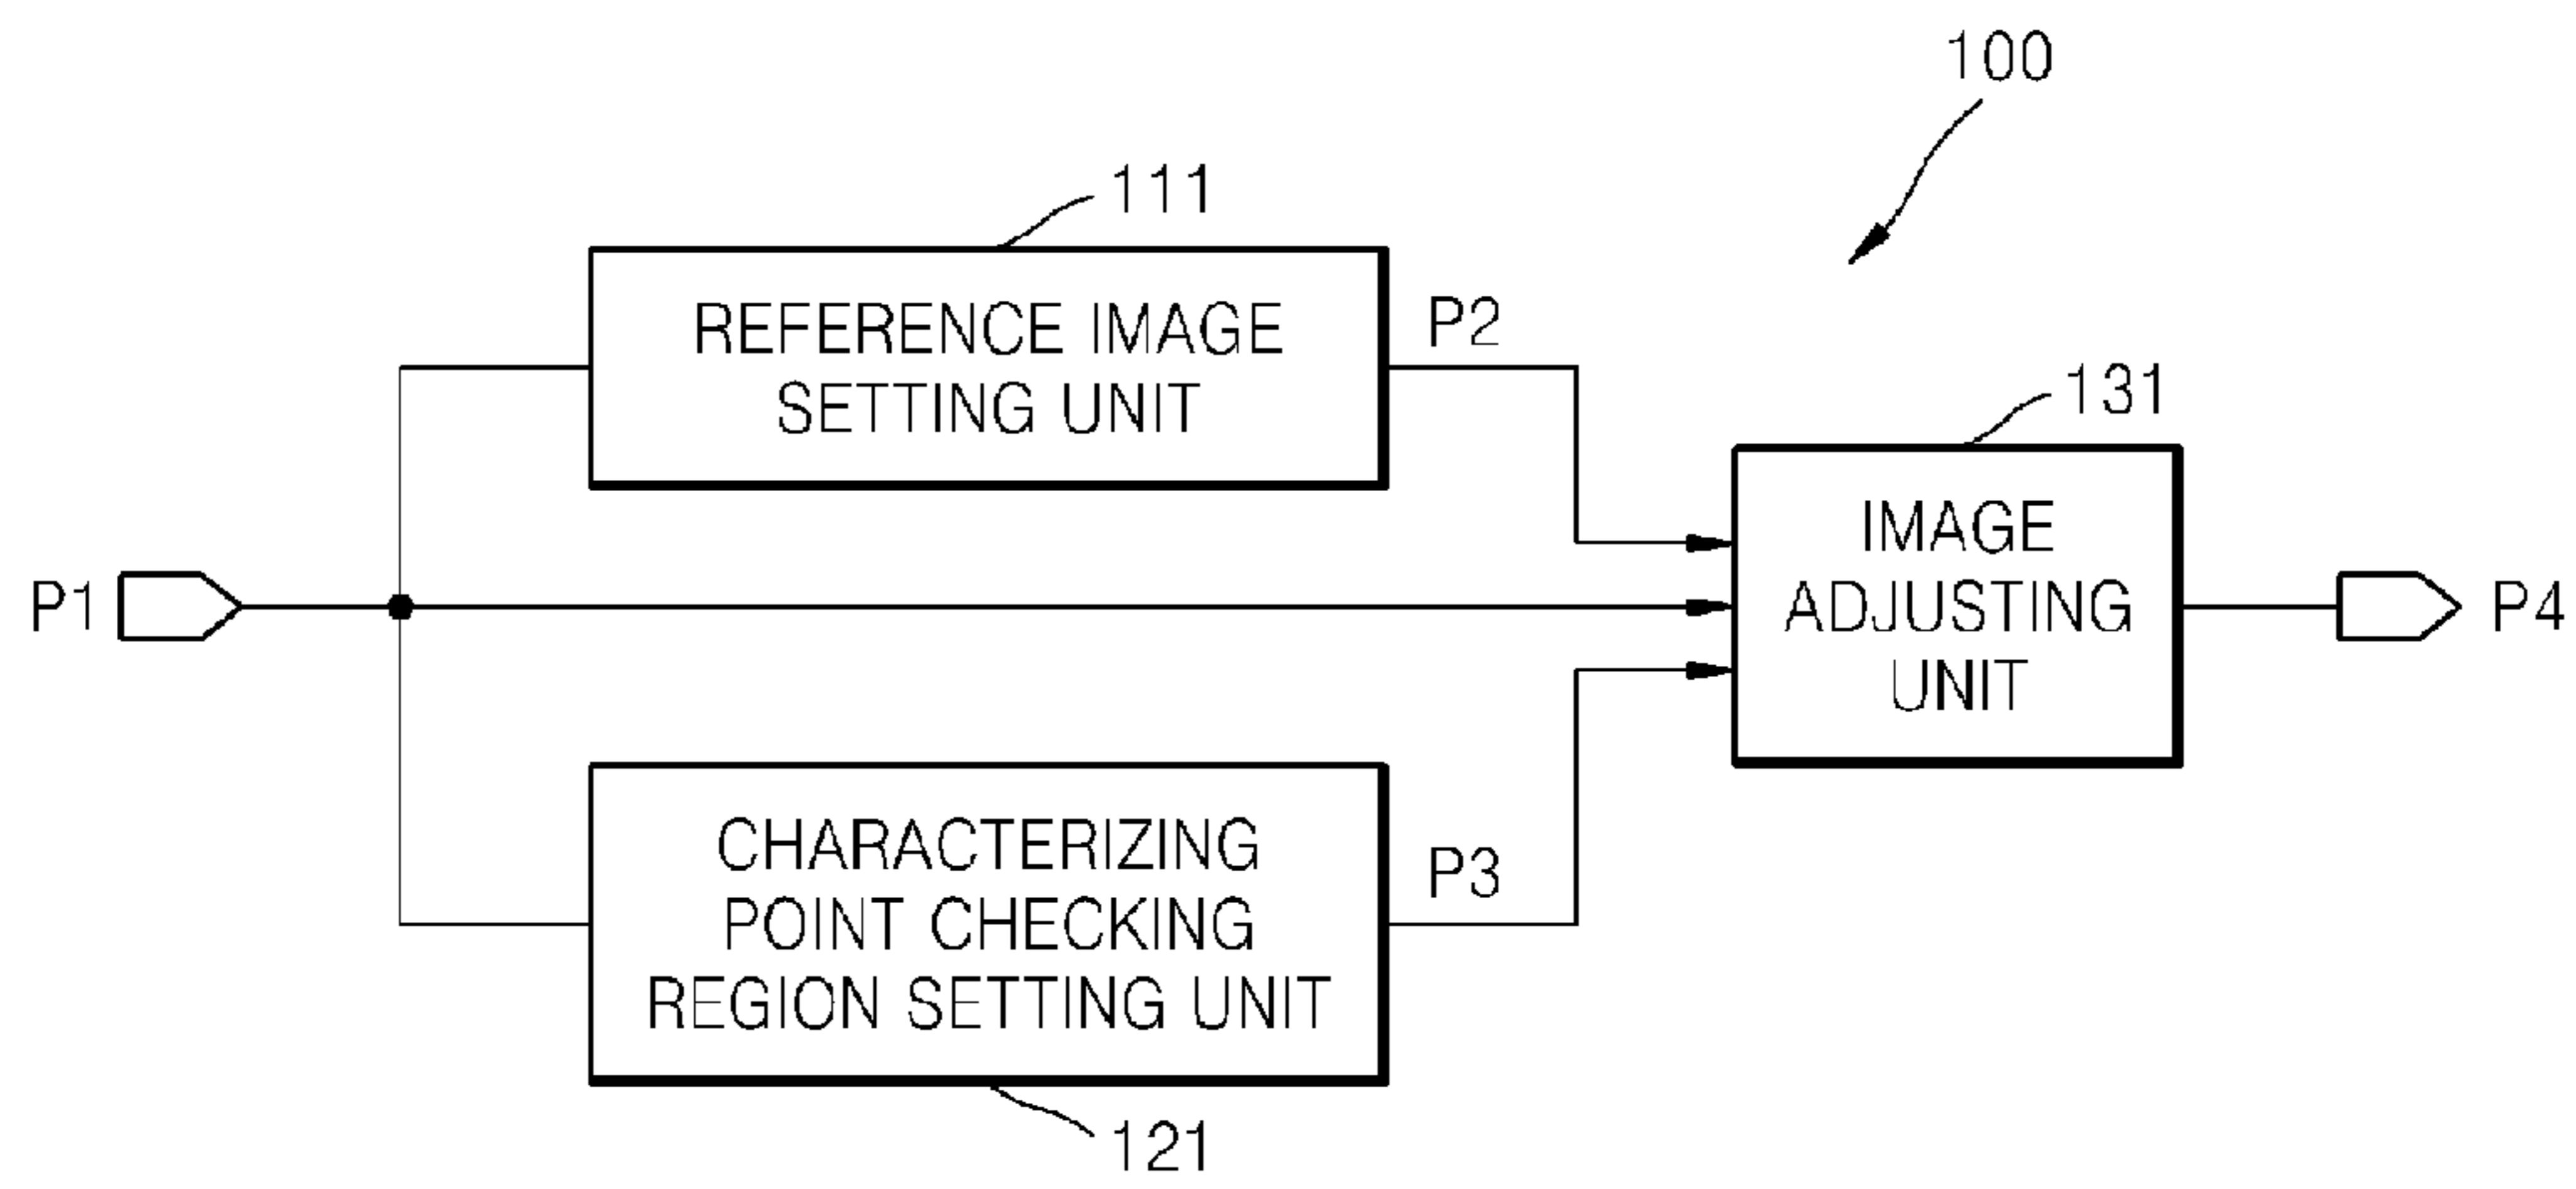 100
111
REFERENCE IMAGE
SETTING UNIT
P2
131
IMAGE
ADJUSTING
UNIT
P1
P4
CHARACTERIZING
POINT CHECKING
REGION SETTING UNIT
P3
121